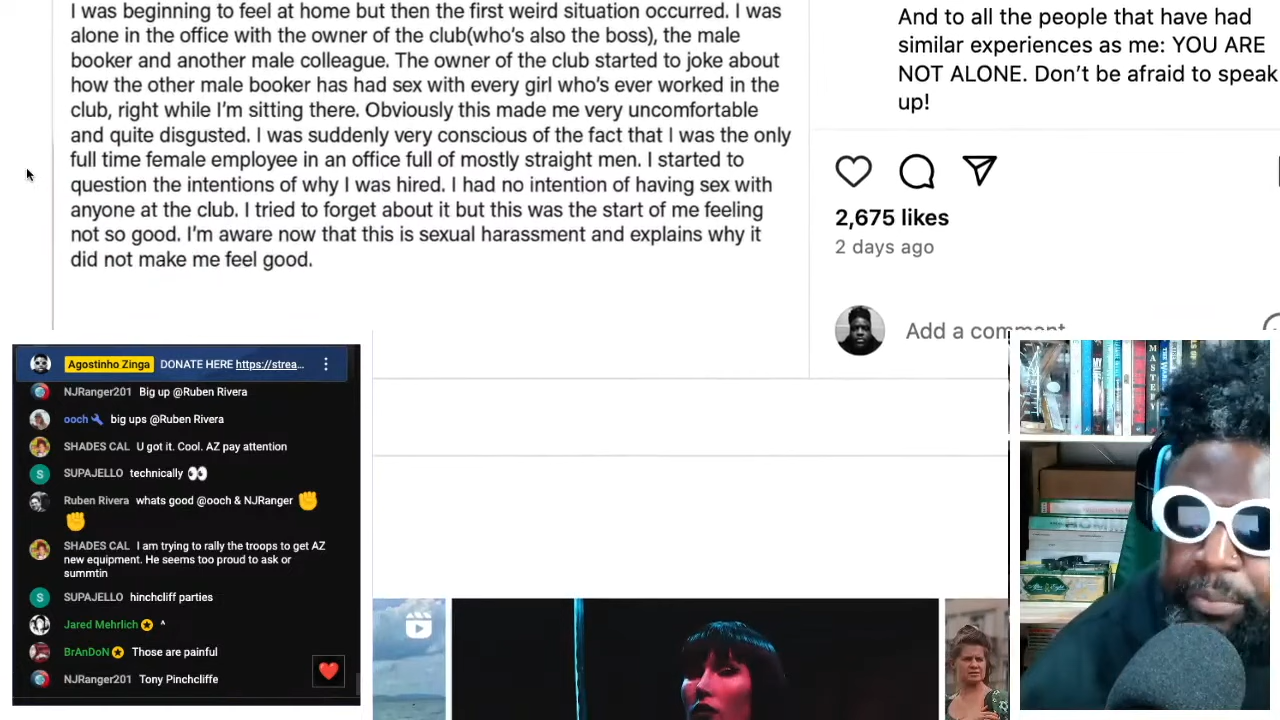 I was beginning to feel at home but then the first weird situation occurred. I was
alone in the office with the owner of the club(who's also the boss), the male
booker and another male colleague. The owner of the club started to joke about
how the other male booker has had sex with every girl who's ever worked in the
club, right while I'm sitting there. Obviously this made me very uncomfortable
and quite disgusted. I was suddenly very conscious of the fact that I was the only
full time female employee in an office full of mostly straight men. I started to
question the intentions of why I was hired. I had no intention of having sex with
anyone at the club. I tried to forget about it but this was the start of me feeling
not so good. I'm aware now that this is sexual harassment and explains why it
did not make me feel good.
And to all the people that have had
similar experiences as me: YOU ARE
NOT ALONE. Don't be afraid to speak
up!
2,675 likes
2 days ago
Add a comment
Agostinho Zinga DONATE HERE https://strea...
NJRanger201 Big up @Ruben Rivera
ooch big ups @Ruben Rivera
SHADES CAL U got it. Cool. AZ pay attention
S SUPAJELLO technically 👀
Ruben Rivera whats good @ooch & NJRanger ✊
✊
SHADES CAL I am trying to rally the troops to get AZ
new equipment. He seems too proud to ask or
summtin
S SUPAJELLO hinchcliff parties
Jared Mehrlich ^
BrAnDoN Those are painful
NJRanger201 Tony Pinchcliffe
MASTERY